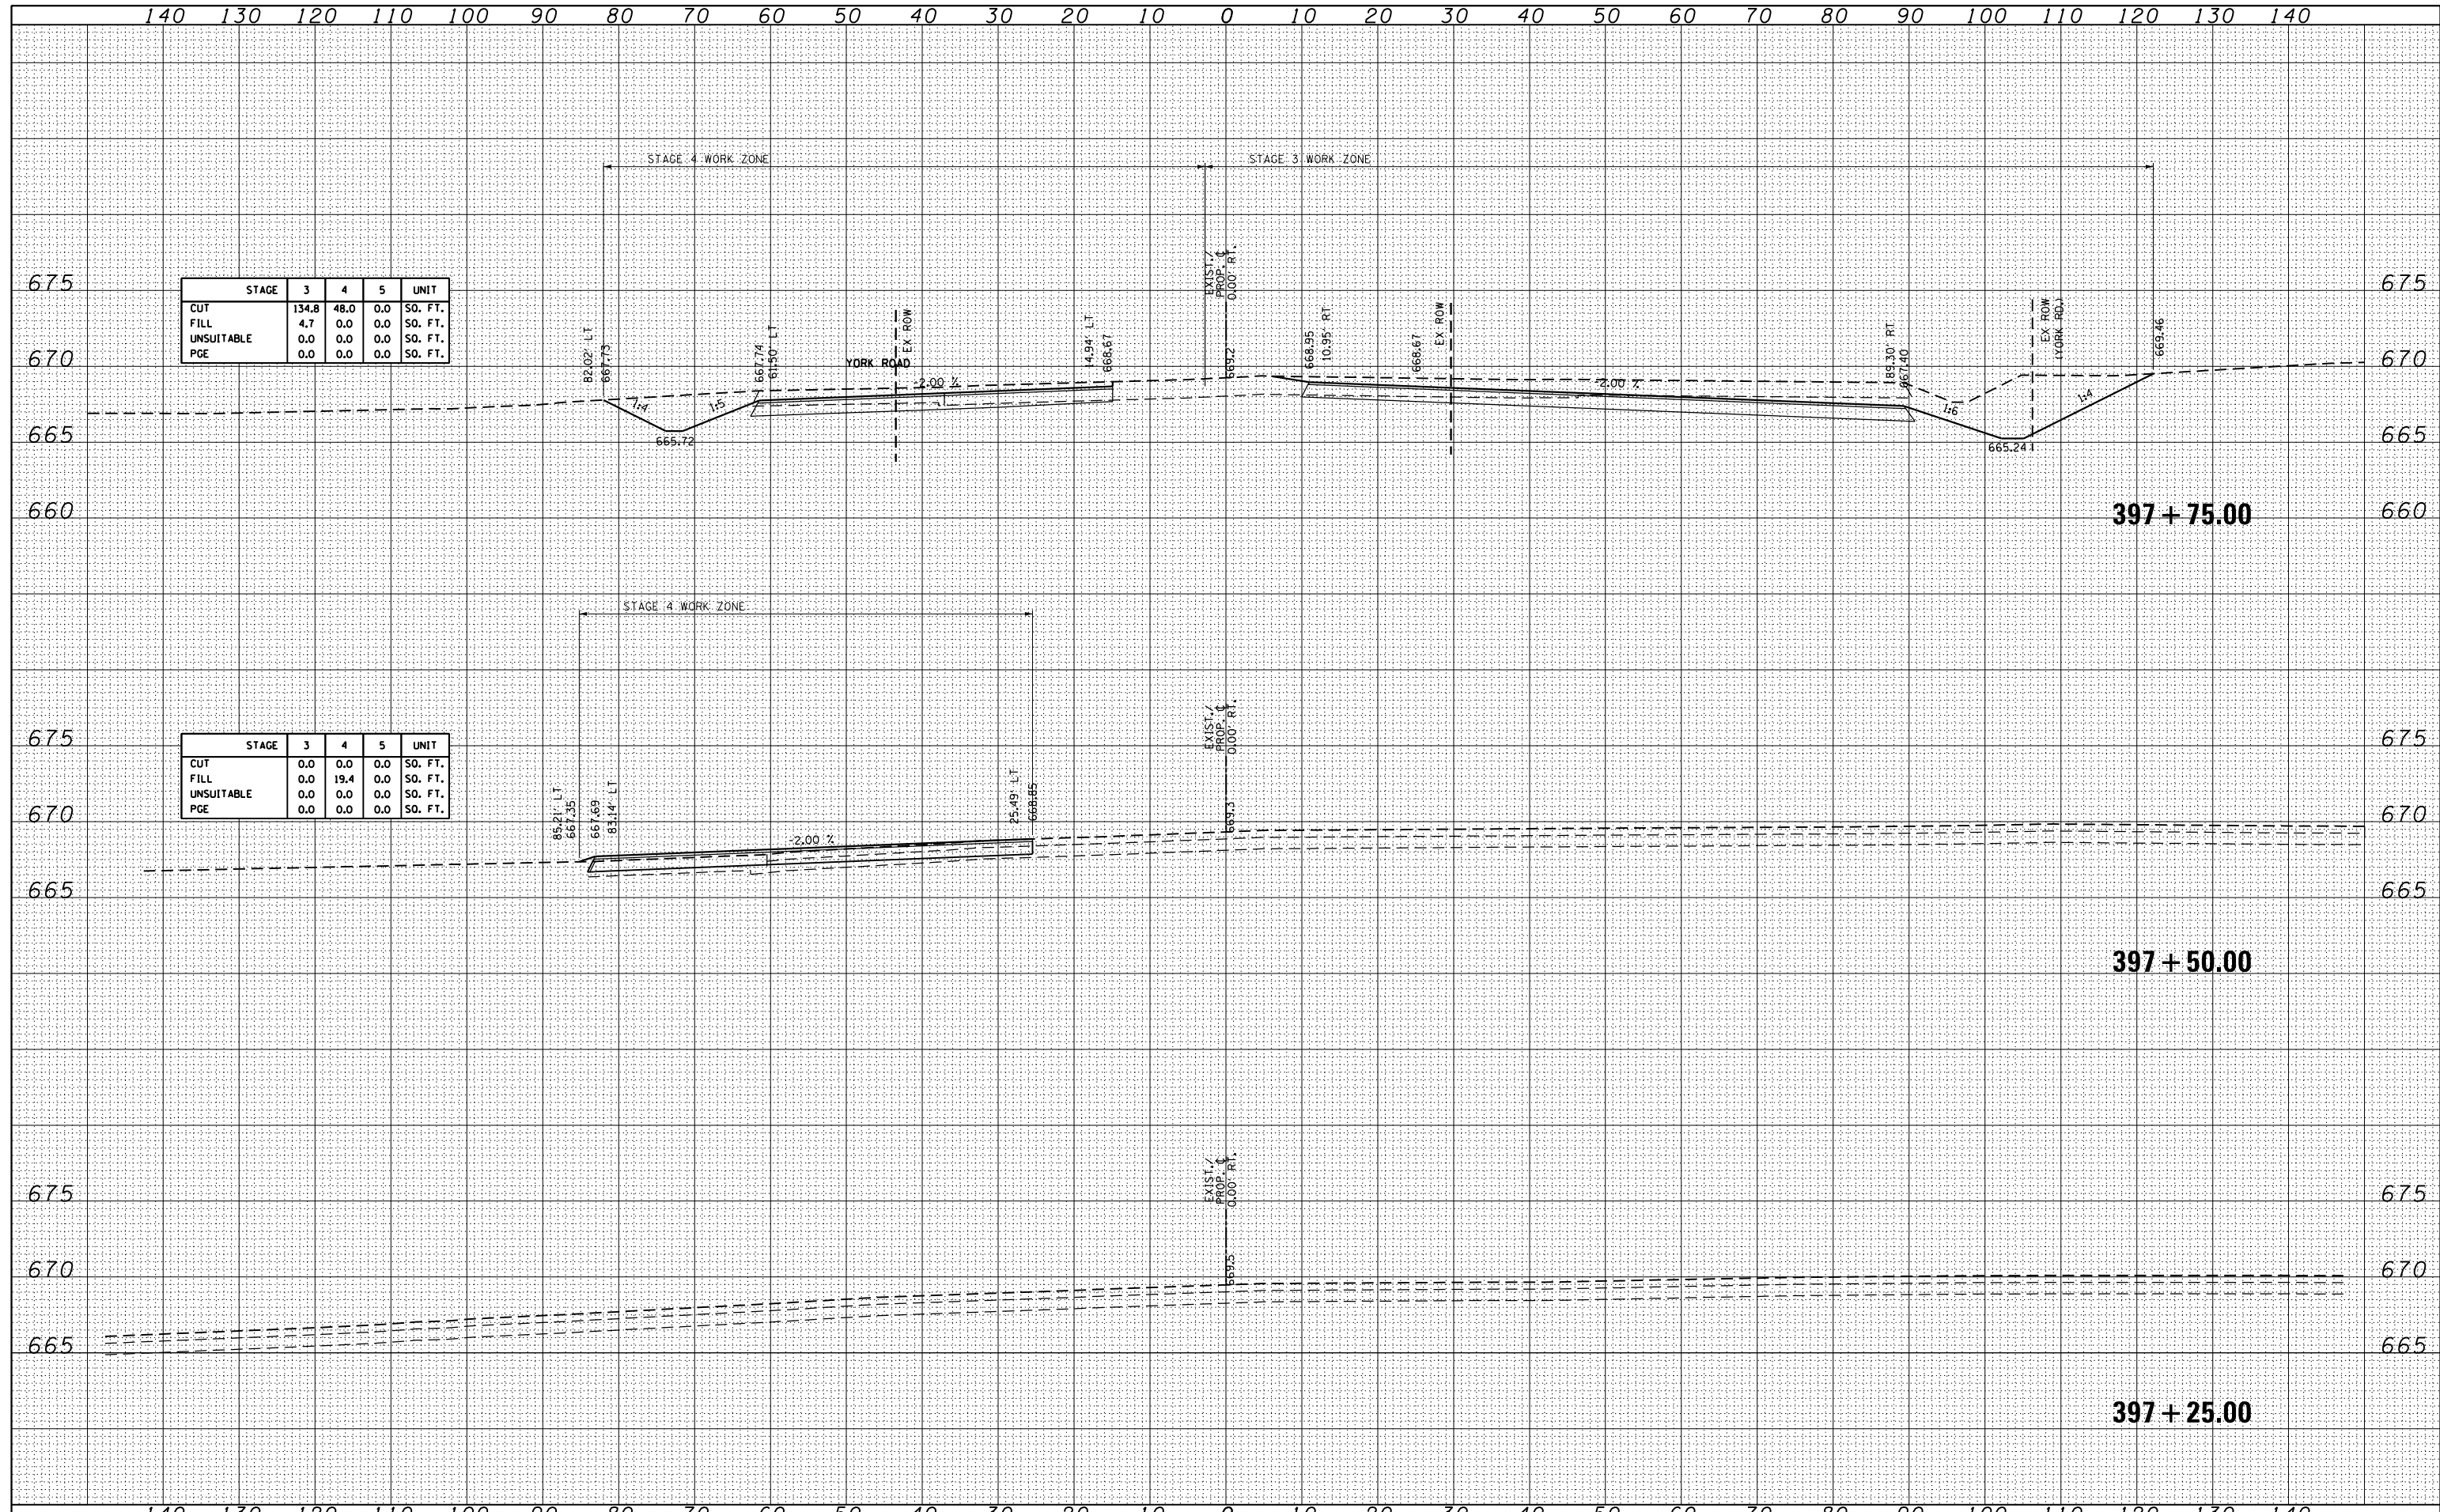 140 130 120 110 100 90 80 70 60 50 40 30 20 10 0 10 20 30 40 50 60 70 80 90 100 110 120 130 140
STAGE 4 WORK ZONE
STAGE 3 WORK ZONE
EXIST./
PROP. ℄
0.00' RT.
669.2
675
675
STAGE 3 4 5 UNIT
CUT 134.8 48.0 0.0 SQ. FT.
FILL 4.7 0.0 0.0 SQ. FT.
UNSUITABLE 0.0 0.0 0.0 SQ. FT.
PGE 0.0 0.0 0.0 SQ. FT.
82.02' LT
667.73
667.74
61.50' LT
YORK ROAD
EX ROW
-2.00 %
14.94' LT
668.67
668.95
10.95' RT
668.67
EX ROW
-2.00 %
89.30' RT
667.40
EX ROW
(YORK RD.)
669.46
670
670
1:4
1:5
1:6
1:4
665.72
665.24
665
665
660
660
397+75.00
STAGE 4 WORK ZONE
EXIST./
PROP. ℄
0.00' RT.
669.3
675
675
STAGE 3 4 5 UNIT
CUT 0.0 0.0 0.0 SQ. FT.
FILL 0.0 19.4 0.0 SQ. FT.
UNSUITABLE 0.0 0.0 0.0 SQ. FT.
PGE 0.0 0.0 0.0 SQ. FT.
85.21' LT
667.35
667.69
83.14' LT
-2.00 %
25.49' LT
668.85
670
670
665
665
397+50.00
EXIST./
PROP. ℄
0.00' RT.
669.5
675
675
670
670
665
665
397+25.00
140 130 120 110 100 90 80 70 60 50 40 30 20 10 0 10 20 30 40 50 60 70 80 90 100 110 120 130 140